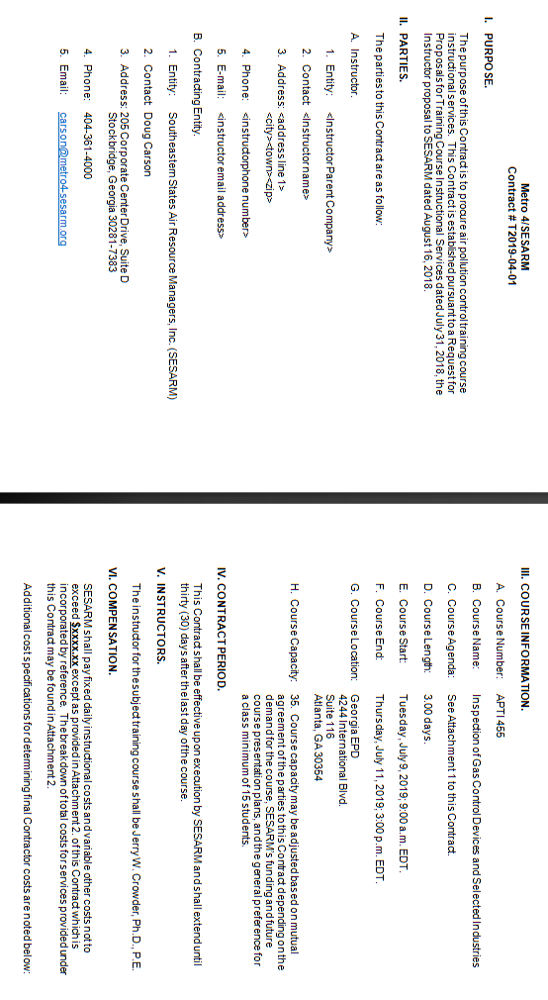 Metro 4/SESARM
Contract # T2019-04-01
I. PURPOSE.
The purpose of this Contract is to procure air pollution control training course
instructional services. This Contract is established pursuant to a Request for
Proposals for Training Course Instructional Services dated July 31, 2018, the
Instructor proposal to SESARM dated August 16, 2018.
II. PARTIES.
The parties to this Contract are as follow:
A. Instructor.
1. Entity: <Instructor Parent Company>
2. Contact: <Instructor name>
3. Address: <address line 1>
<city><town><zip>
4. Phone: <instructor phone number>
5. E-mail: <instructor email address>
B. Contracting Entity.
1. Entity: Southeastern States Air Resource Managers, Inc. (SESARM)
2. Contact: Doug Carson
3. Address: 205 Corporate Center Drive, Suite D
Stockbridge, Georgia 30281-7383
4. Phone: 404-361-4000
5. Email: carson@metro4-sesarm.org
III. COURSE INFORMATION.
A. Course Number: APTI 455
B. Course Name: Inspection of Gas Control Devices and Selected Industries
C. Course Agenda: See Attachment 1 to this Contract.
D. Course Length: 3.00 days.
E. Course Start: Tuesday, July 9, 2019; 9:00 a.m. EDT.
F. Course End: Thursday, July 11, 2019; 3:00 p.m. EDT.
G. Course Location: Georgia EPD
4244 International Blvd.
Suite 116
Atlanta, GA 30354
H. Course Capacity: 35. Course capacity may be adjusted based on mutual
agreement of the parties to this Contract depending on the
demand for the course, SESARM's funding and future
course presentation plans, and the general preference for
a class minimum of 15 students.
IV. CONTRACT PERIOD.
This Contract shall be effective upon execution by SESARM and shall extend until
thirty (30) days after the last day of the course.
V. INSTRUCTORS.
The instructor for the subject training course shall be Jerry W. Crowder, Ph.D., P.E.
VI. COMPENSATION.
SESARM shall pay fixed daily instructional costs and variable other costs not to
exceed $xxxx.xx except as provided in Attachment 2. of this Contract which is
incorporated by reference. The breakdown of total costs for services provided under
this Contract may be found in Attachment 2.
Additional cost specifications for determining final Contractor costs are noted below: